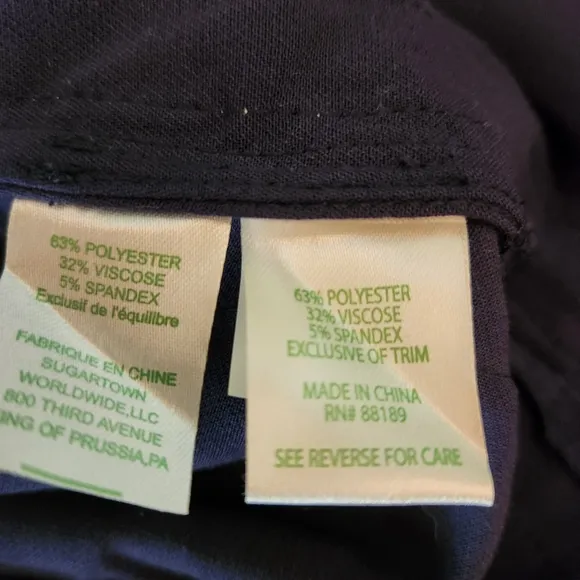 63% POLYESTER
32% VISCOSE
5% SPANDEX
Exclusif de l'équilibre
FABRIQUE EN CHINE
SUGARTOWN
WORLDWIDE,LLC
800 THIRD AVENUE
ING OF PRUSSIA,PA
63% POLYESTER
32% VISCOSE
5% SPANDEX
EXCLUSIVE OF TRIM
MADE IN CHINA
RN# 88189
SEE REVERSE FOR CARE